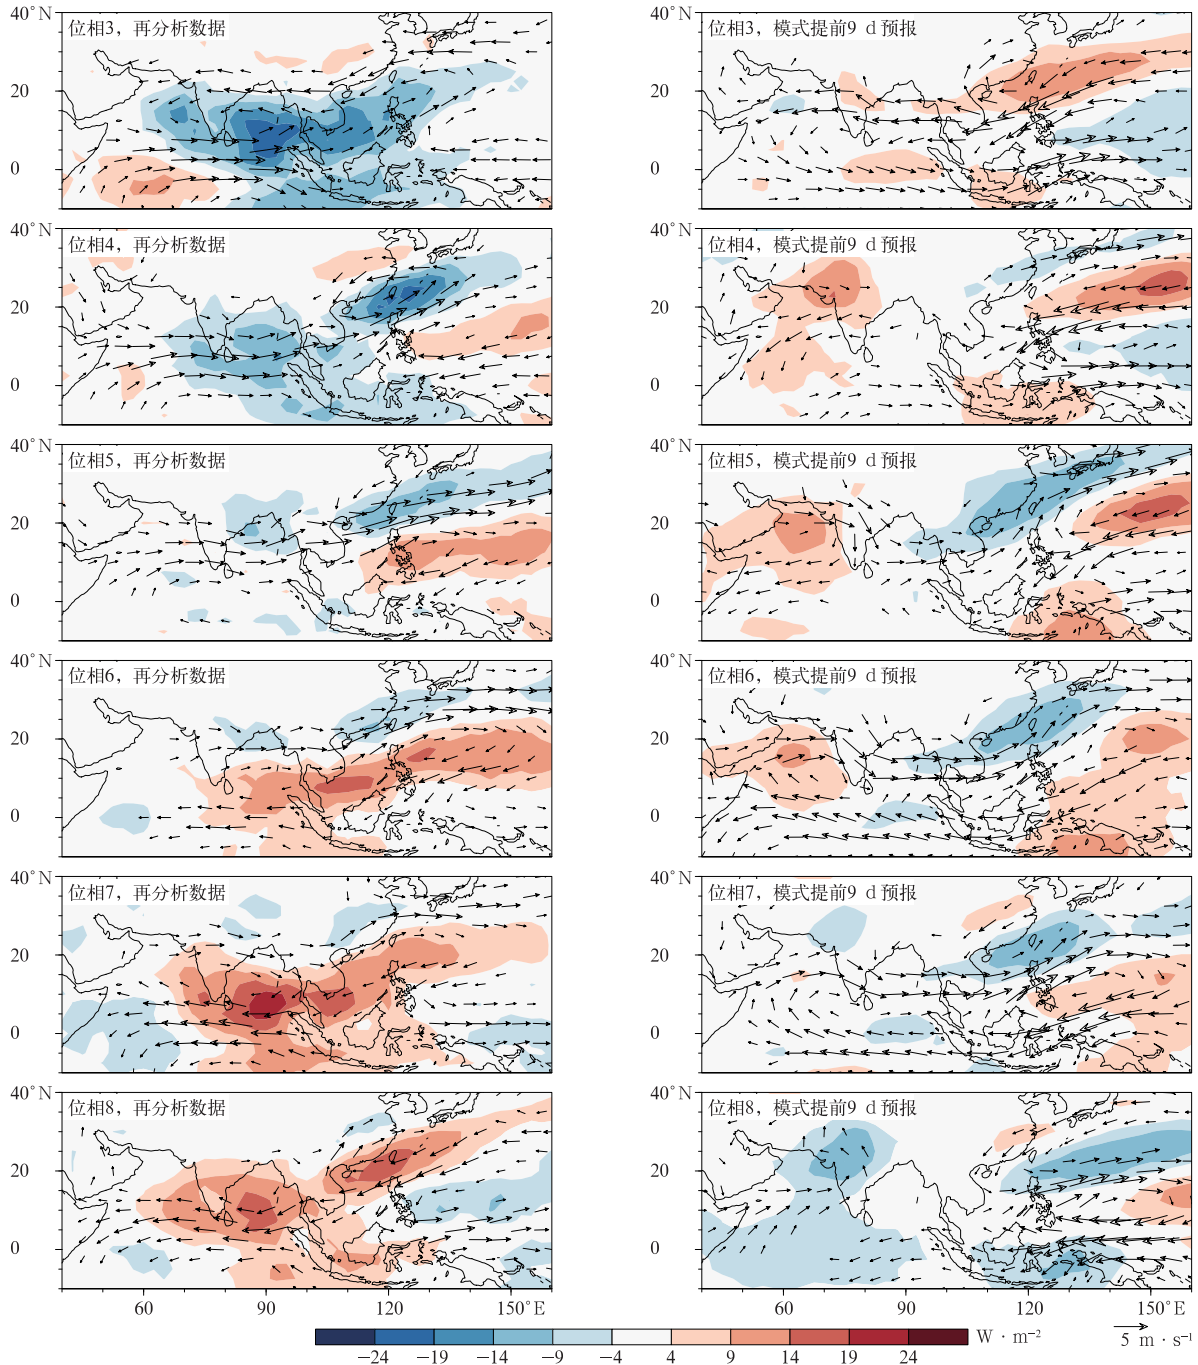 40°N 位相3，再分析数据 位相3，模式提前9 d 预报
20 20
0 0
40°N 位相4，再分析数据 40°N 位相4，模式提前9 d 预报
20 20
0 0
40°N 位相5，再分析数据 40°N 位相5，模式提前9 d 预报
20 20
0 0
40°N 位相6，再分析数据 40°N 位相6，模式提前9 d 预报
20 20
0 0
40°N 位相7，再分析数据 40°N 位相7，模式提前9 d 预报
20 20
0 0
40°N 位相8，再分析数据 40°N 位相8，模式提前9 d 预报
20 20
0 0
60 90 120 150°E 60 90 120 150°E
W · m⁻²
5 m · s⁻¹
−24 −19 −14 −9 −4 4 9 14 19 24